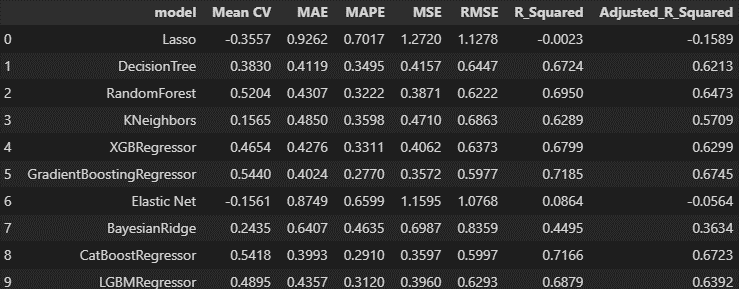 model Mean CV MAE MAPE MSE RMSE R_Squared Adjusted_R_Squared
0 Lasso -0.3557 0.9262 0.7017 1.2720 1.1278 -0.0023 -0.1589
1 DecisionTree 0.3830 0.4119 0.3495 0.4157 0.6447 0.6724 0.6213
2 RandomForest 0.5204 0.4307 0.3222 0.3871 0.6222 0.6950 0.6473
3 KNeighbors 0.1565 0.4850 0.3598 0.4710 0.6863 0.6289 0.5709
4 XGBRegressor 0.4654 0.4276 0.3311 0.4062 0.6373 0.6799 0.6299
5 GradientBoostingRegressor 0.5440 0.4024 0.2770 0.3572 0.5977 0.7185 0.6745
6 Elastic Net -0.1561 0.8749 0.6599 1.1595 1.0768 0.0864 -0.0564
7 BayesianRidge 0.2435 0.6407 0.4635 0.6987 0.8359 0.4495 0.3634
8 CatBoostRegressor 0.5418 0.3993 0.2910 0.3597 0.5997 0.7166 0.6723
9 LGBMRegressor 0.4895 0.4357 0.3120 0.3960 0.6293 0.6879 0.6392